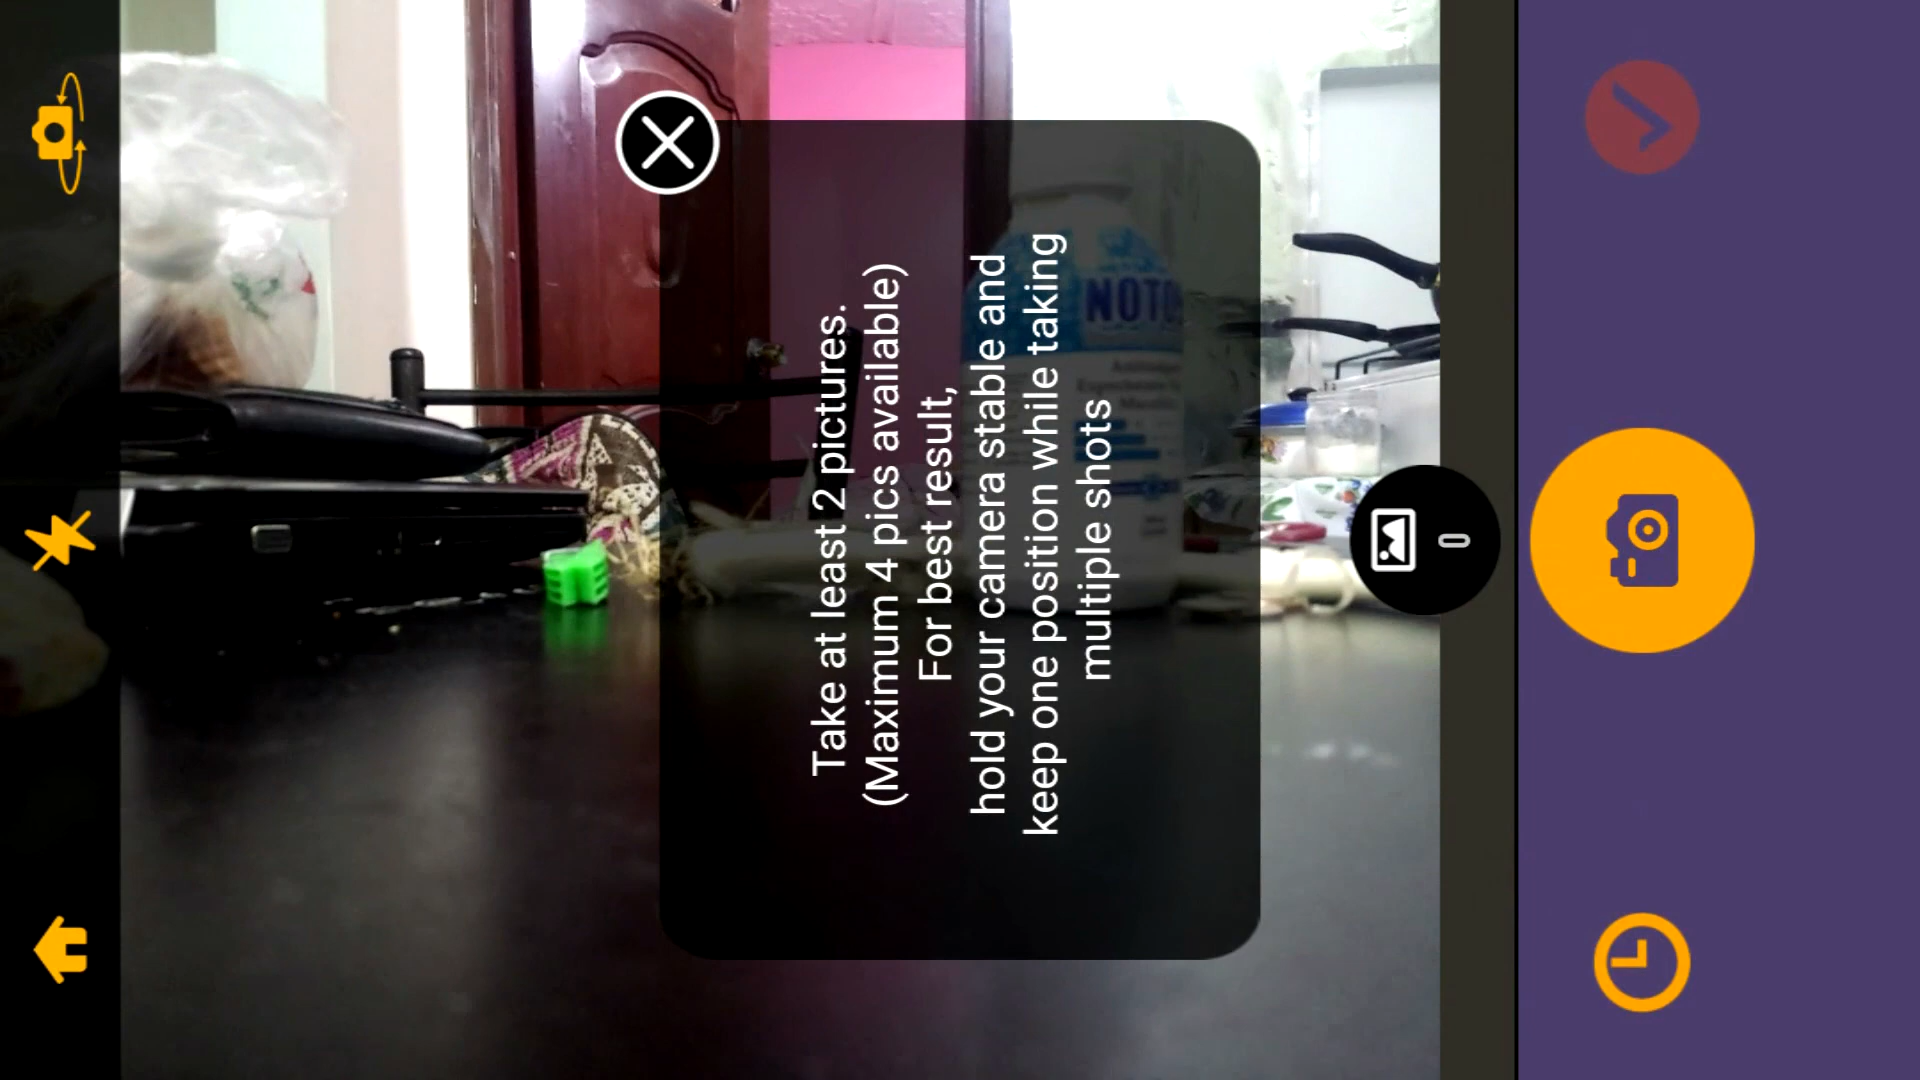 Take at least 2 pictures.
(Maximum 4 pics available)
For best result,
hold your camera stable and
keep one position while taking
multiple shots
0
NOTO